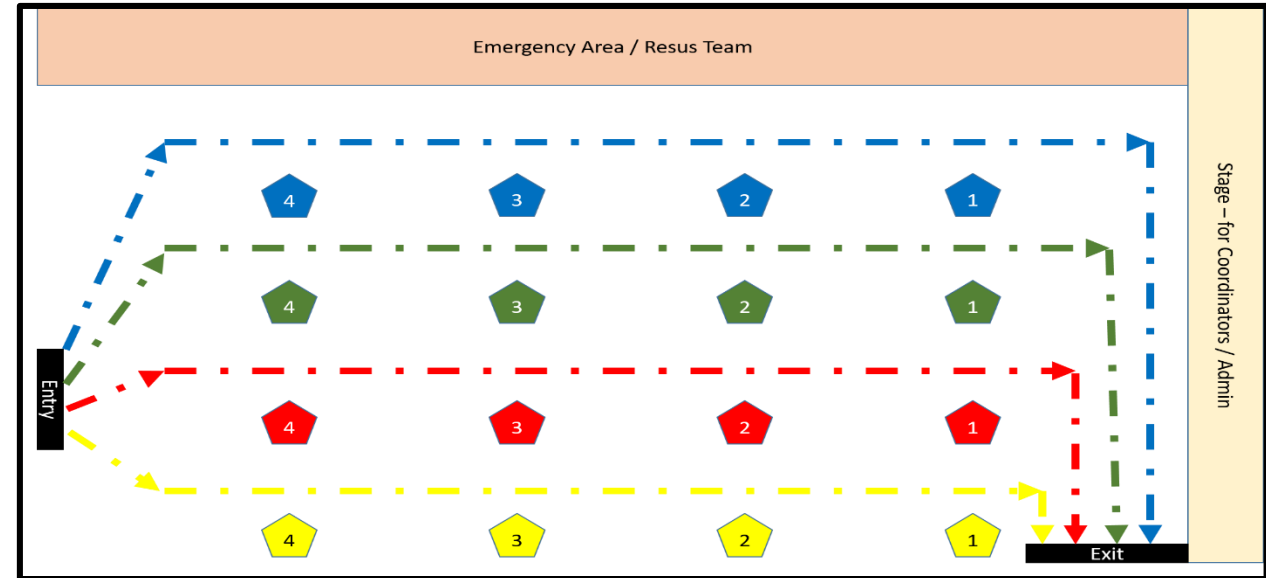 Emergency Area / Resus Team
Stage – for Coordinators / Admin
4 3 2 1
4 3 2 1
Entry
4 3 2 1
4 3 2 1
Exit